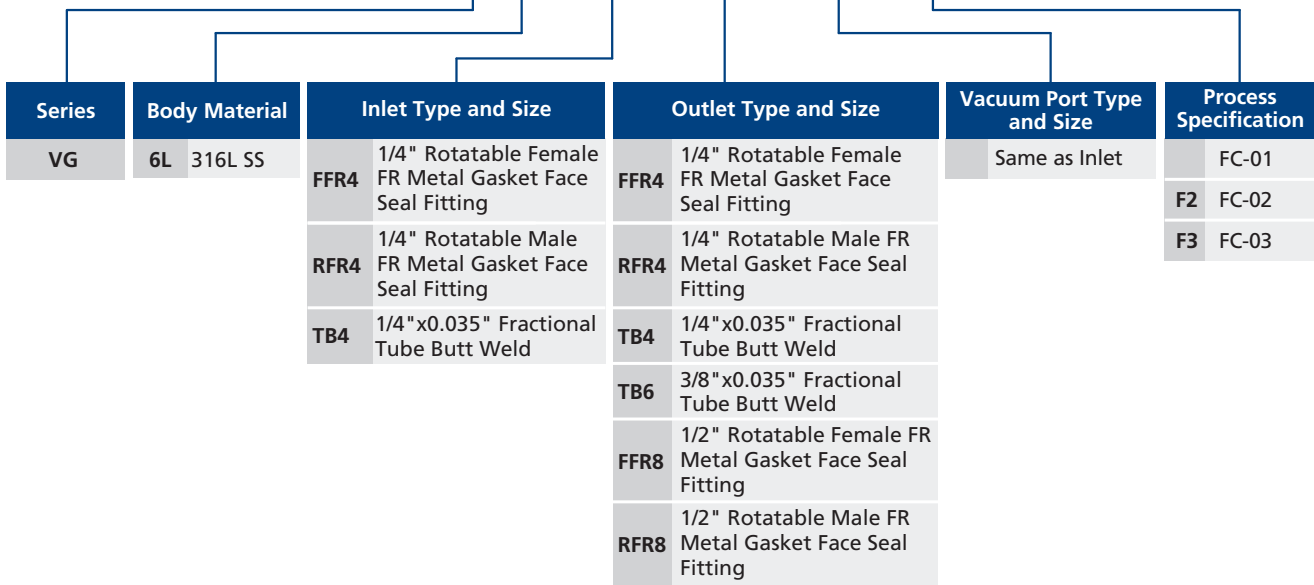 Series
VG
Body Material
6L 316L SS
Inlet Type and Size
FFR4 1/4" Rotatable Female
FR Metal Gasket Face
Seal Fitting
RFR4 1/4" Rotatable Male
FR Metal Gasket Face
Seal Fitting
TB4 1/4"x0.035" Fractional
Tube Butt Weld
Outlet Type and Size
FFR4 1/4" Rotatable Female
FR Metal Gasket Face
Seal Fitting
RFR4 1/4" Rotatable Male FR
Metal Gasket Face Seal
Fitting
TB4 1/4"x0.035" Fractional
Tube Butt Weld
TB6 3/8"x0.035" Fractional
Tube Butt Weld
FFR8 1/2" Rotatable Female FR
Metal Gasket Face Seal
Fitting
RFR8 1/2" Rotatable Male FR
Metal Gasket Face Seal
Fitting
Vacuum Port Type
and Size
Same as Inlet
Process
Specification
FC-01
F2 FC-02
F3 FC-03